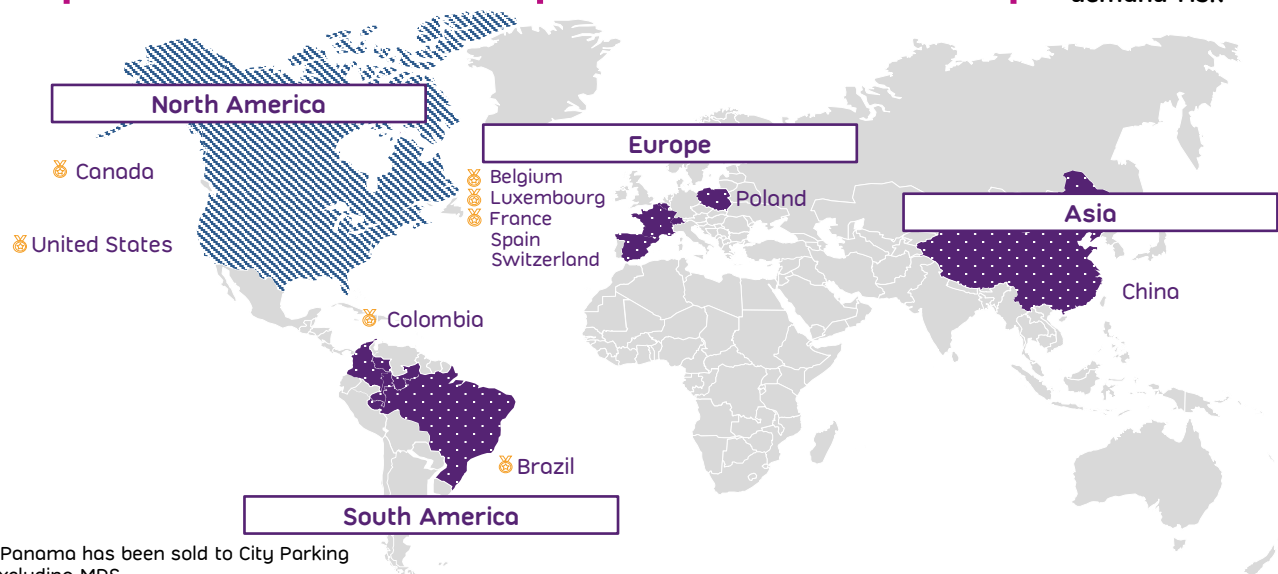 North America
Canada
United States
Europe
Belgium
Luxembourg
France
Spain
Switzerland
Poland
Asia
China
Colombia
Brazil
South America
Panama has been sold to City Parking